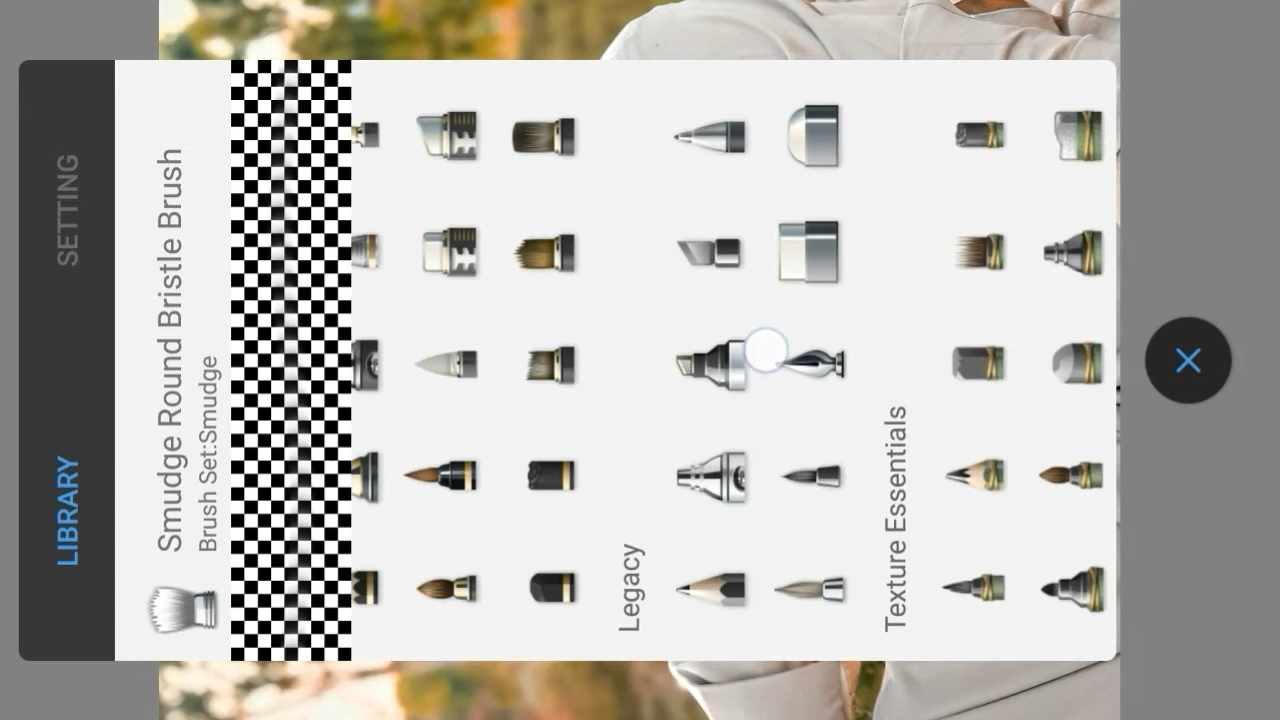 LIBRARY
SETTING
Smudge Round Bristle Brush
Brush Set:Smudge
Legacy
Texture Essentials